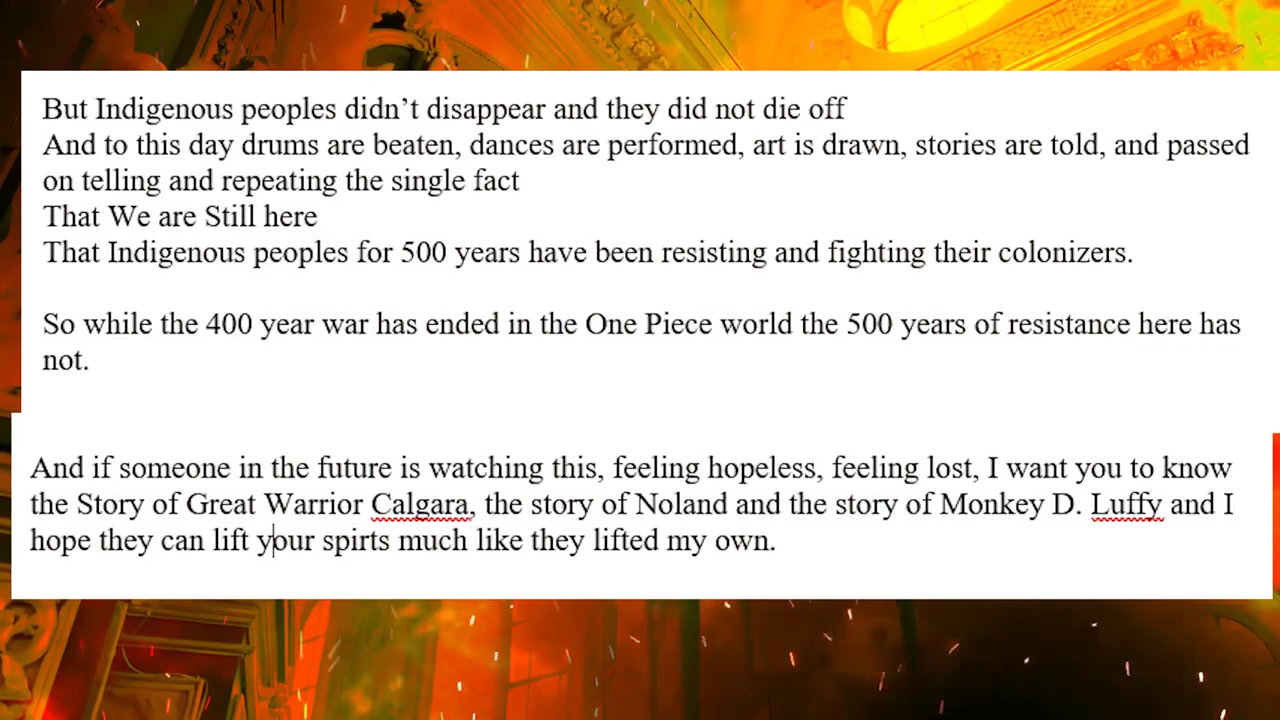 But Indigenous peoples didn’t disappear and they did not die off
And to this day drums are beaten, dances are performed, art is drawn, stories are told, and passed
on telling and repeating the single fact
That We are Still here
That Indigenous peoples for 500 years have been resisting and fighting their colonizers.
So while the 400 year war has ended in the One Piece world the 500 years of resistance here has
not.
And if someone in the future is watching this, feeling hopeless, feeling lost, I want you to know
the Story of Great Warrior Calgara, the story of Noland and the story of Monkey D. Luffy and I
hope they can lift your spirts much like they lifted my own.